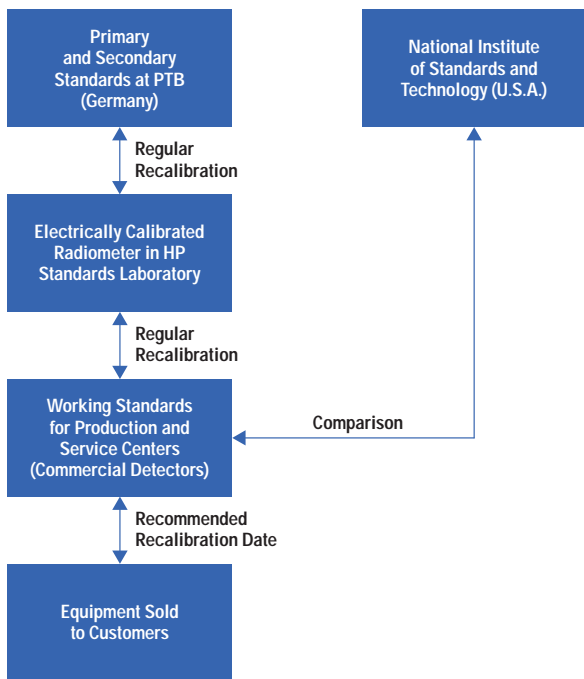 Primary
and Secondary
Standards at PTB
(Germany)
National Institute
of Standards and
Technology (U.S.A.)
Regular
Recalibration
Electrically Calibrated
Radiometer in HP
Standards Laboratory
Regular
Recalibration
Working Standards
for Production and
Service Centers
(Commercial Detectors)
Comparison
Recommended
Recalibration Date
Equipment Sold
to Customers